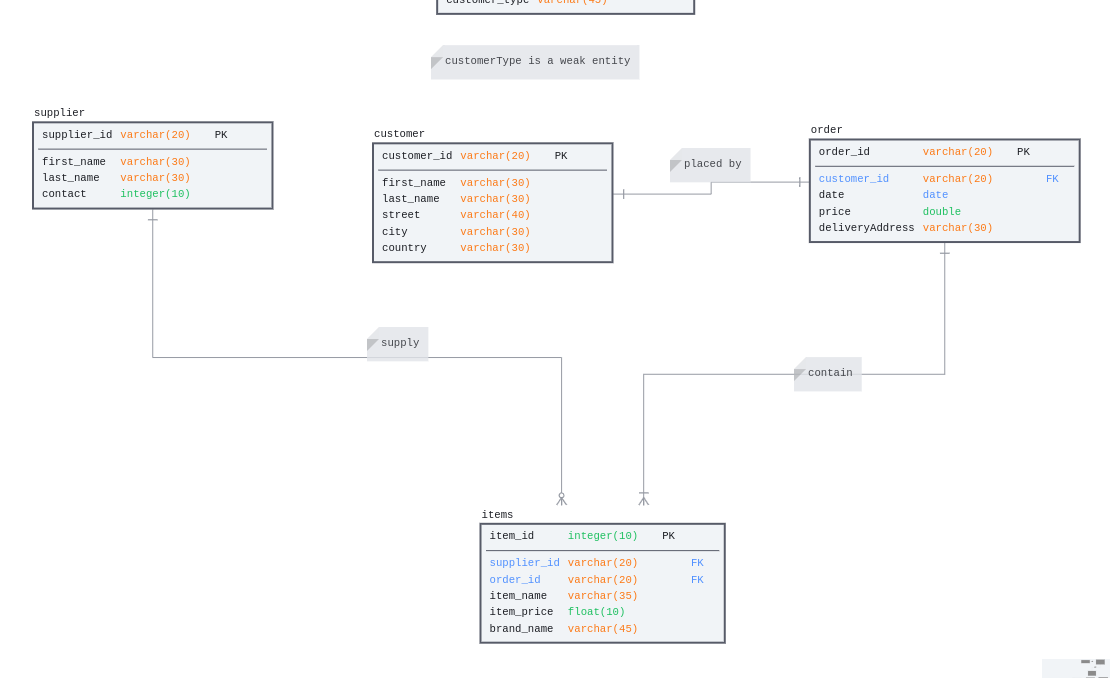 customer_type varchar(45)
customerType is a weak entity
supplier
supplier_id varchar(20) PK
first_name varchar(30)
last_name varchar(30)
contact integer(10)
customer
customer_id varchar(20) PK
first_name varchar(30)
last_name varchar(30)
street varchar(40)
city varchar(30)
country varchar(30)
placed by
order
order_id varchar(20) PK
customer_id varchar(20) FK
date date
price double
deliveryAddress varchar(30)
supply
contain
items
item_id integer(10) PK
supplier_id varchar(20) FK
order_id varchar(20) FK
item_name varchar(35)
item_price float(10)
brand_name varchar(45)